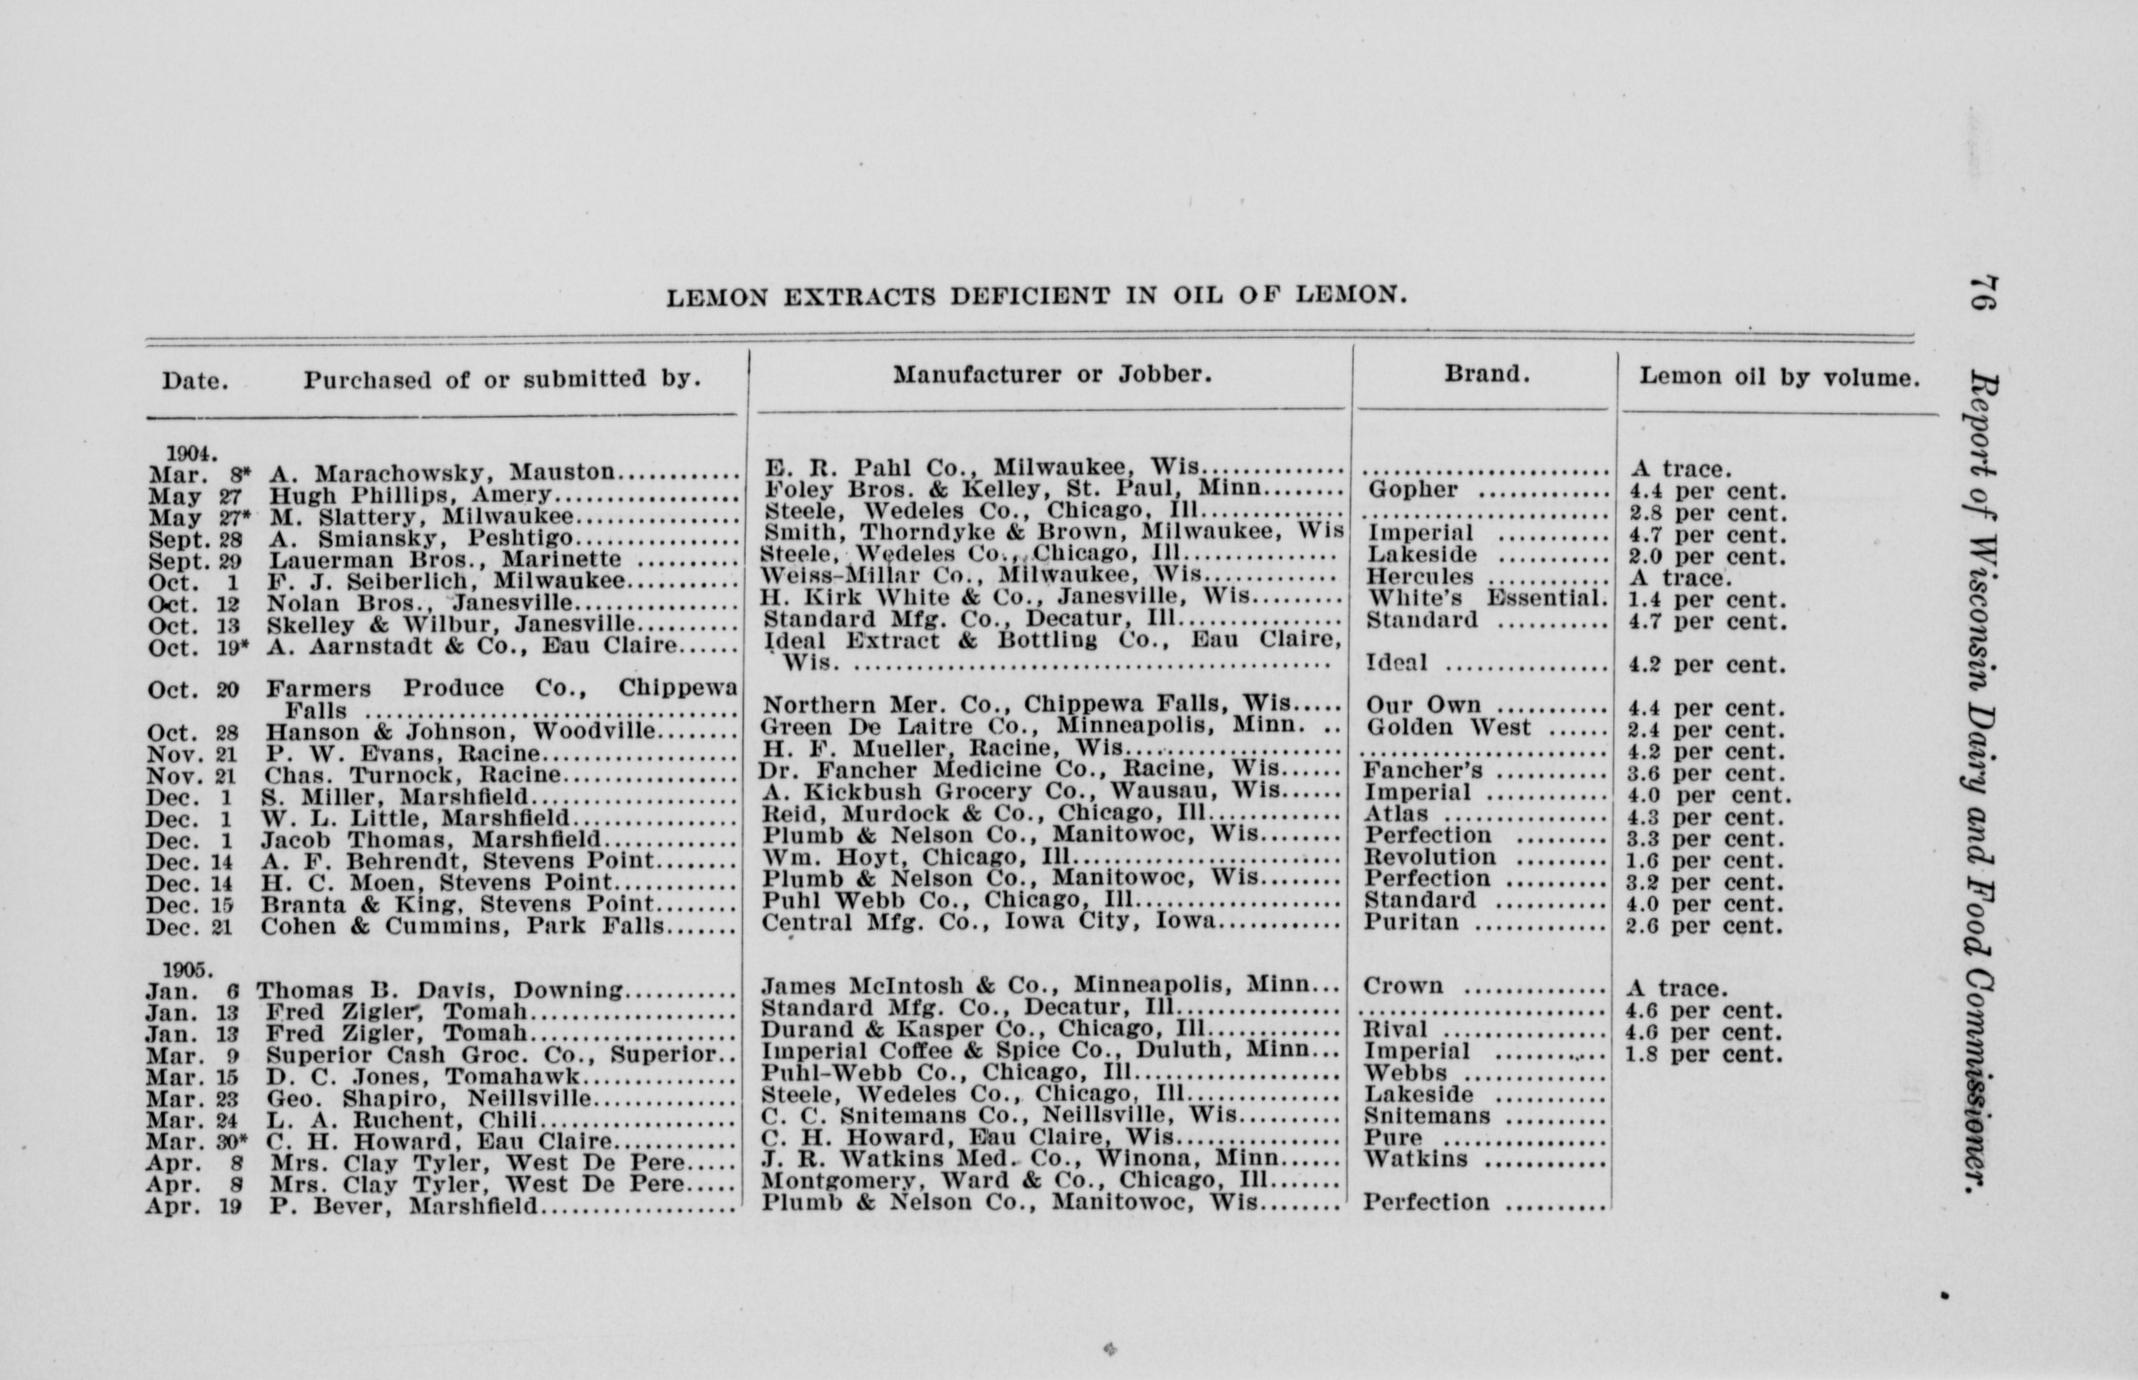 LEMON EXTRACTS DEFICIENT IN OIL OF LEMON.
Date. Purchased of or submitted by. Manufacturer or Jobber. Brand. Lemon oil by volume.
1904.
Mar. 8* A. Marachowsky, Mauston............ E. R. Pahl Co., Milwaukee, Wis.............. ........................ A trace.
May 27 Hugh Phillips, Amery.................. Foley Bros. & Kelley, St. Paul, Minn........ Gopher ............. 4.4 per cent.
May 27* M. Slattery, Milwaukee................ Steele, Wedeles Co., Chicago, Ill.............. ........................ 2.8 per cent.
Sept. 28 A. Smiansky, Peshtigo................ Smith, Thorndyke & Brown, Milwaukee, Wis Imperial ........... 4.7 per cent.
Sept. 29 Lauerman Bros., Marinette .......... Steele, Wedeles Co., Chicago, Ill............... Lakeside ........... 2.0 per cent.
Oct. 1 F. J. Seiberlich, Milwaukee........... Weiss-Millar Co., Milwaukee, Wis............. Hercules ............ A trace.
Oct. 12 Nolan Bros., Janesville................ H. Kirk White & Co., Janesville, Wis......... White's Essential. 1.4 per cent.
Oct. 13 Skelley & Wilbur, Janesville.......... Standard Mfg. Co., Decatur, Ill................ Standard ........... 4.7 per cent.
Oct. 19* A. Aarnstadt & Co., Eau Claire...... Ideal Extract & Bottling Co., Eau Claire,
Wis. .............................................. Ideal ................ 4.2 per cent.
Oct. 20 Farmers Produce Co., Chippewa
Falls .................................... Northern Mer. Co., Chippewa Falls, Wis..... Our Own ........... 4.4 per cent.
Oct. 28 Hanson & Johnson, Woodville........ Green De Laitre Co., Minneapolis, Minn. .. Golden West ...... 2.4 per cent.
Nov. 21 P. W. Evans, Racine................... H. F. Mueller, Racine, Wis..................... ........................ 4.2 per cent.
Nov. 21 Chas. Turnock, Racine................. Dr. Fancher Medicine Co., Racine, Wis...... Fancher's ........... 3.6 per cent.
Dec. 1 S. Miller, Marshfield.................... A. Kickbush Grocery Co., Wausau, Wis...... Imperial ............ 4.0 per cent.
Dec. 1 W. L. Little, Marshfield................ Reid, Murdock & Co., Chicago, Ill............. Atlas ................ 4.3 per cent.
Dec. 1 Jacob Thomas, Marshfield............. Plumb & Nelson Co., Manitowoc, Wis........ Perfection ......... 3.3 per cent.
Dec. 14 A. F. Behrendt, Stevens Point........ Wm. Hoyt, Chicago, Ill.......................... Revolution ......... 1.6 per cent.
Dec. 14 H. C. Moen, Stevens Point............ Plumb & Nelson Co., Manitowoc, Wis........ Perfection .......... 3.2 per cent.
Dec. 15 Branta & King, Stevens Point........ Puhl Webb Co., Chicago, Ill.................... Standard ........... 4.0 per cent.
Dec. 21 Cohen & Cummins, Park Falls....... Central Mfg. Co., Iowa City, Iowa............ Puritan ............. 2.6 per cent.
1905.
Jan. 6 Thomas B. Davis, Downing........... James McIntosh & Co., Minneapolis, Minn... Crown .............. A trace.
Jan. 13 Fred Zigler, Tomah.................... Standard Mfg. Co., Decatur, Ill................ ........................ 4.6 per cent.
Jan. 13 Fred Zigler, Tomah.................... Durand & Kasper Co., Chicago, Ill............. Rival ................ 4.6 per cent.
Mar. 9 Superior Cash Groc. Co., Superior.. Imperial Coffee & Spice Co., Duluth, Minn... Imperial ........... 1.8 per cent.
Mar. 15 D. C. Jones, Tomahawk............... Puhl-Webb Co., Chicago, Ill.................... Webbs ..............
Mar. 23 Geo. Shapiro, Neillsville.............. Steele, Wedeles Co., Chicago, Ill............... Lakeside ...........
Mar. 24 L. A. Ruchent, Chili................... C. C. Snitemans Co., Neillsville, Wis.......... Snitemans ..........
Mar. 30* C. H. Howard, Eau Claire............ C. H. Howard, Eau Claire, Wis................ Pure ................
Apr. 8 Mrs. Clay Tyler, West De Pere..... J. R. Watkins Med. Co., Winona, Minn...... Watkins ............
Apr. 8 Mrs. Clay Tyler, West De Pere..... Montgomery, Ward & Co., Chicago, Ill.......
Apr. 19 P. Bever, Marshfield................... Plumb & Nelson Co., Manitowoc, Wis........ Perfection ..........
76 Report of Wisconsin Dairy and Food Commissioner.